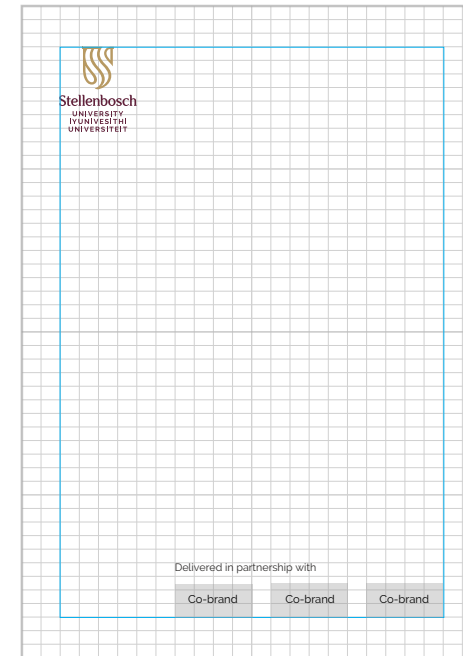 Stellenbosch
UNIVERSITY
IYUNIVESITHI
UNIVERSITEIT
Delivered in partnership with
Co-brand Co-brand Co-brand